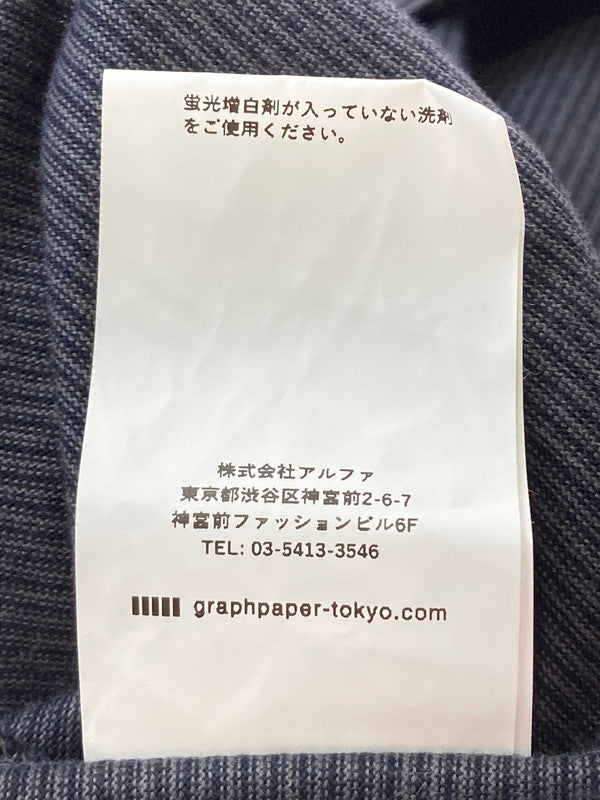 蛍光増白剤が入っていない洗剤
をご使用ください。
株式会社アルファ
東京都渋谷区神宮前2-6-7
神宮前ファッションビル6F
TEL: 03-5413-3546
graphpaper-tokyo.com